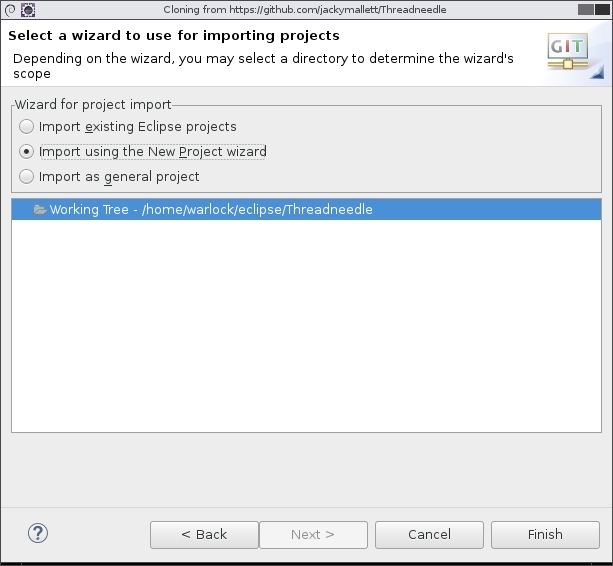 Cloning from https://github.com/jackymallett/Threadneedle
Select a wizard to use for importing projects
Depending on the wizard, you may select a directory to determine the wizard's
scope
GIT
Wizard for project import
Import existing Eclipse projects
Import using the New Project wizard
Import as general project
Working Tree - /home/warlock/eclipse/Threadneedle
?
< Back
Next >
Cancel
Finish